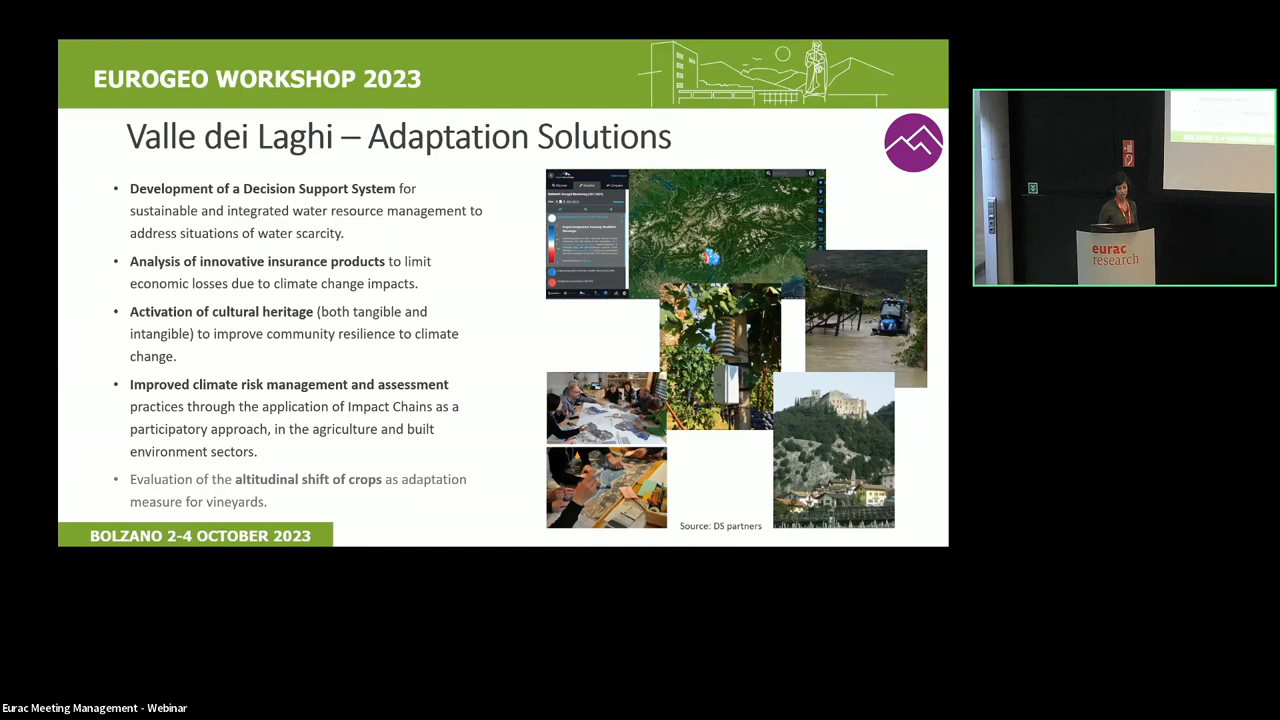 EUROGEO WORKSHOP 2023
Valle dei Laghi – Adaptation Solutions
• Development of a Decision Support System for
sustainable and integrated water resource management to
address situations of water scarcity.
• Analysis of innovative insurance products to limit
economic losses due to climate change impacts.
• Activation of cultural heritage (both tangible and
intangible) to improve community resilience to climate
change.
• Improved climate risk management and assessment
practices through the application of Impact Chains as a
participatory approach, in the agriculture and built
environment sectors.
• Evaluation of the altitudinal shift of crops as adaptation
measure for vineyards.
Source: DS partners
BOLZANO 2-4 OCTOBER 2023
eurac
research
Eurac Meeting Management - Webinar